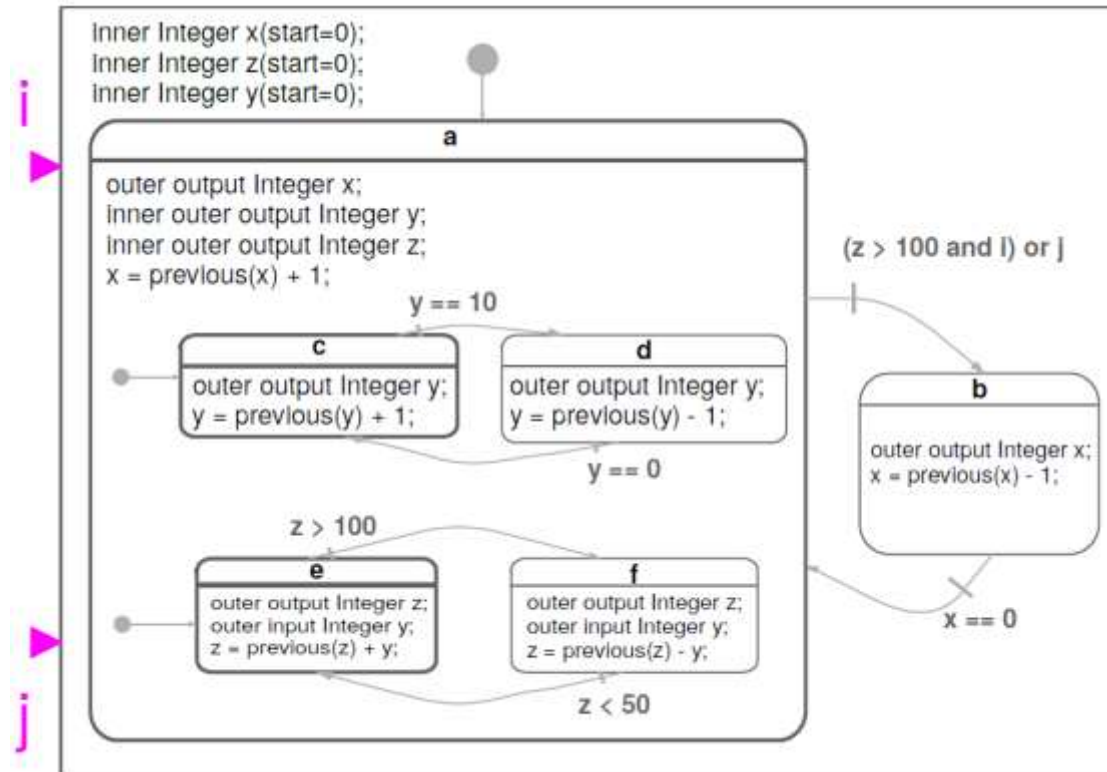 inner Integer x(start=0);
inner Integer z(start=0);
inner Integer y(start=0);
i
a
outer output Integer x;
inner outer output Integer y;
inner outer output Integer z;
x = previous(x) + 1;
(z > 100 and i) or j
y == 10
c
outer output Integer y;
y = previous(y) + 1;
d
outer output Integer y;
y = previous(y) - 1;
y == 0
b
outer output Integer x;
x = previous(x) - 1;
x == 0
z > 100
e
outer output Integer z;
outer input Integer y;
z = previous(z) + y;
f
outer output Integer z;
outer input Integer y;
z = previous(z) - y;
z < 50
j